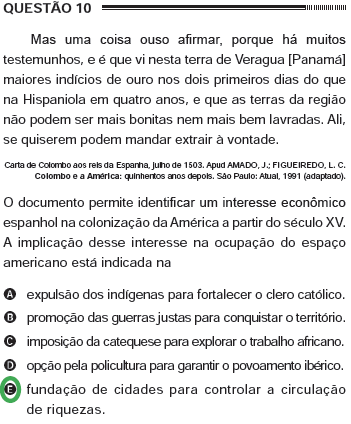 QUESTÃO 10
Mas uma coisa ouso afirmar, porque há muitos
testemunhos, e é que vi nesta terra de Veragua [Panamá]
maiores indícios de ouro nos dois primeiros dias do que
na Hispaniola em quatro anos, e que as terras da região
não podem ser mais bonitas nem mais bem lavradas. Ali,
se quiserem podem mandar extrair à vontade.
Carta de Colombo aos reis da Espanha, julho de 1503. Apud AMADO, J.; FIGUEIREDO, L. C.
Colombo e a América: quinhentos anos depois. São Paulo: Atual, 1991 (adaptado).
O documento permite identificar um interesse econômico
espanhol na colonização da América a partir do século XV.
A implicação desse interesse na ocupação do espaço
americano está indicada na
A expulsão dos indígenas para fortalecer o clero católico.
B promoção das guerras justas para conquistar o território.
C imposição da catequese para explorar o trabalho africano.
D opção pela policultura para garantir o povoamento ibérico.
E fundação de cidades para controlar a circulação
de riquezas.